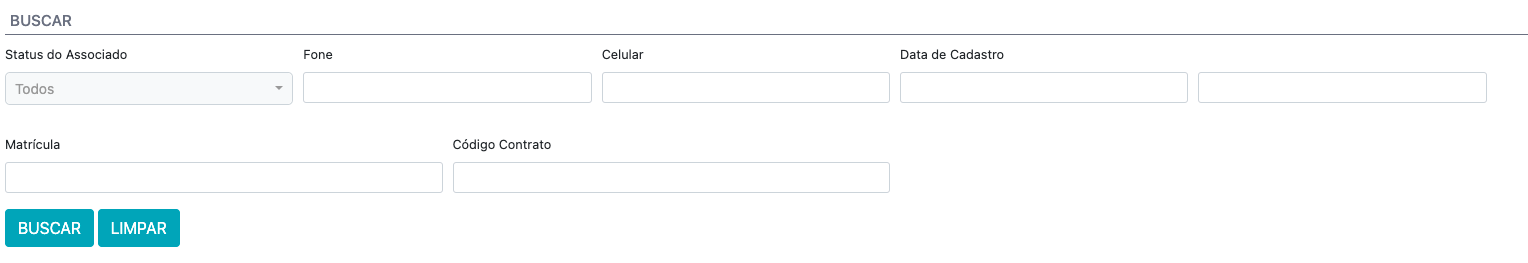 BUSCAR
Status do Associado Fone Celular Data de Cadastro
Todos
Matrícula Código Contrato
BUSCAR LIMPAR